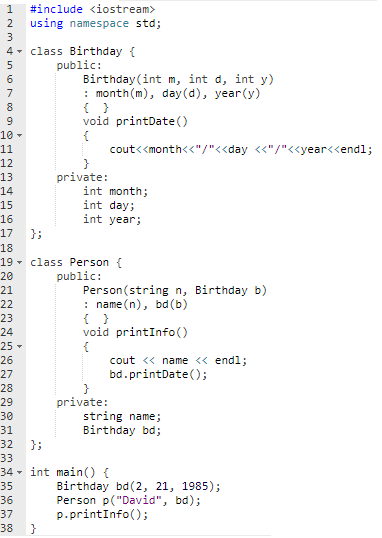 1 #include <iostream>
2 using namespace std;
3
4 class Birthday {
5 public:
6 Birthday(int m, int d, int y)
7 : month(m), day(d), year(y)
8 { }
9 void printDate()
10 {
11 cout<<month<<"/"<<day <<"/"<<year<<endl;
12 }
13 private:
14 int month;
15 int day;
16 int year;
17 };
18
19 class Person {
20 public:
21 Person(string n, Birthday b)
22 : name(n), bd(b)
23 { }
24 void printInfo()
25 {
26 cout << name << endl;
27 bd.printDate();
28 }
29 private:
30 string name;
31 Birthday bd;
32 };
33
34 int main() {
35 Birthday bd(2, 21, 1985);
36 Person p("David", bd);
37 p.printInfo();
38 }